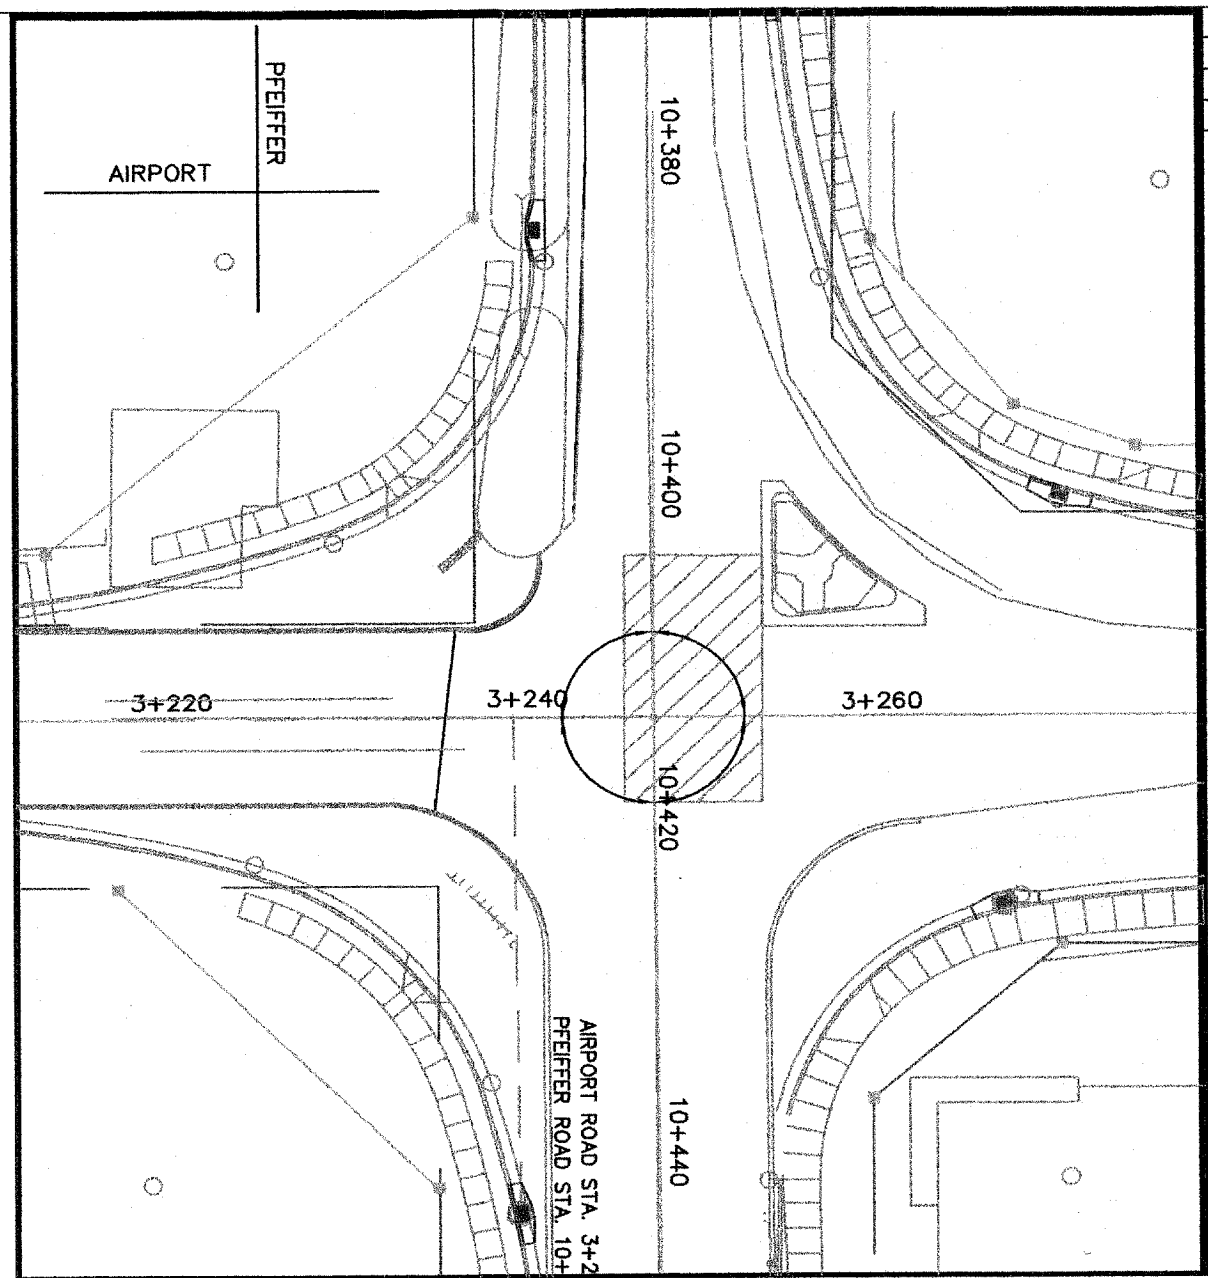 PFEIFFER
AIRPORT
10+380
10+400
3+220
3+240
3+260
10+420
10+440
AIRPORT ROAD STA. 3+2
PFEIFFER ROAD STA. 10+